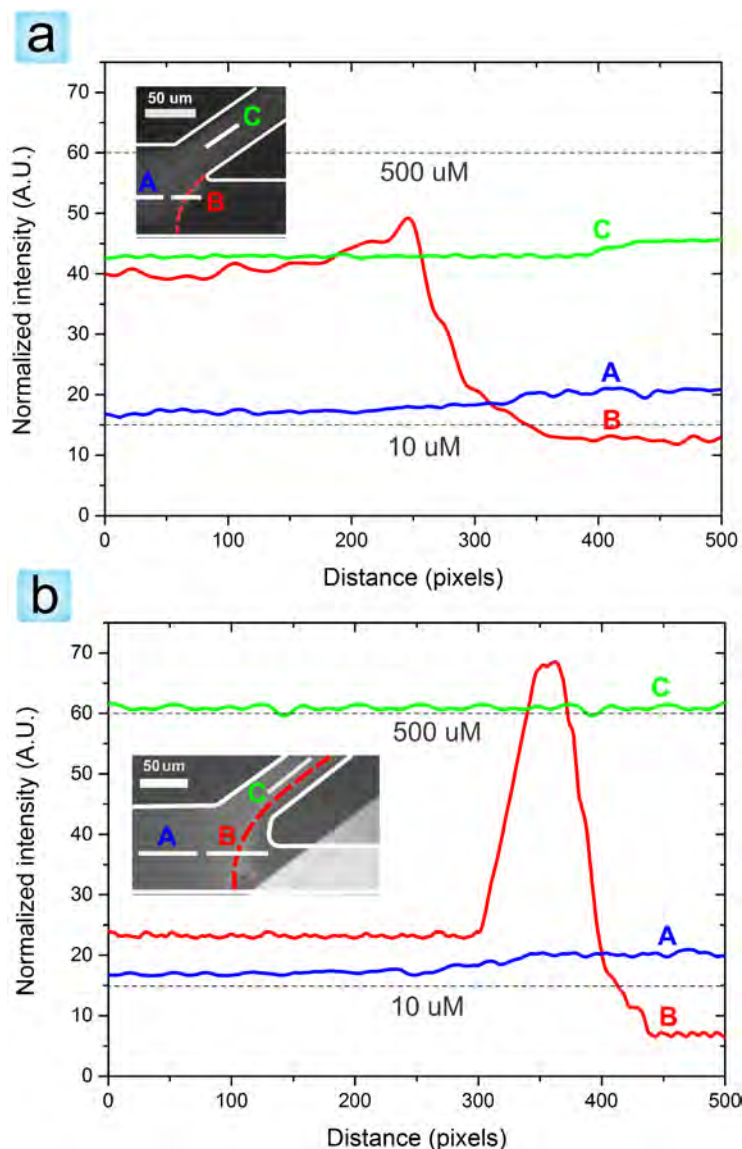 a
70
60
50
40
30
20
10
0
Normalized intensity (A.U.)
50 um
C
A
B
500 uM
C
A
B
10 uM
0 100 200 300 400 500
Distance (pixels)
b
70
60
50
40
30
20
10
0
Normalized intensity (A.U.)
C
500 uM
50 um
C
A
B
A
10 uM
B
0 100 200 300 400 500
Distance (pixels)